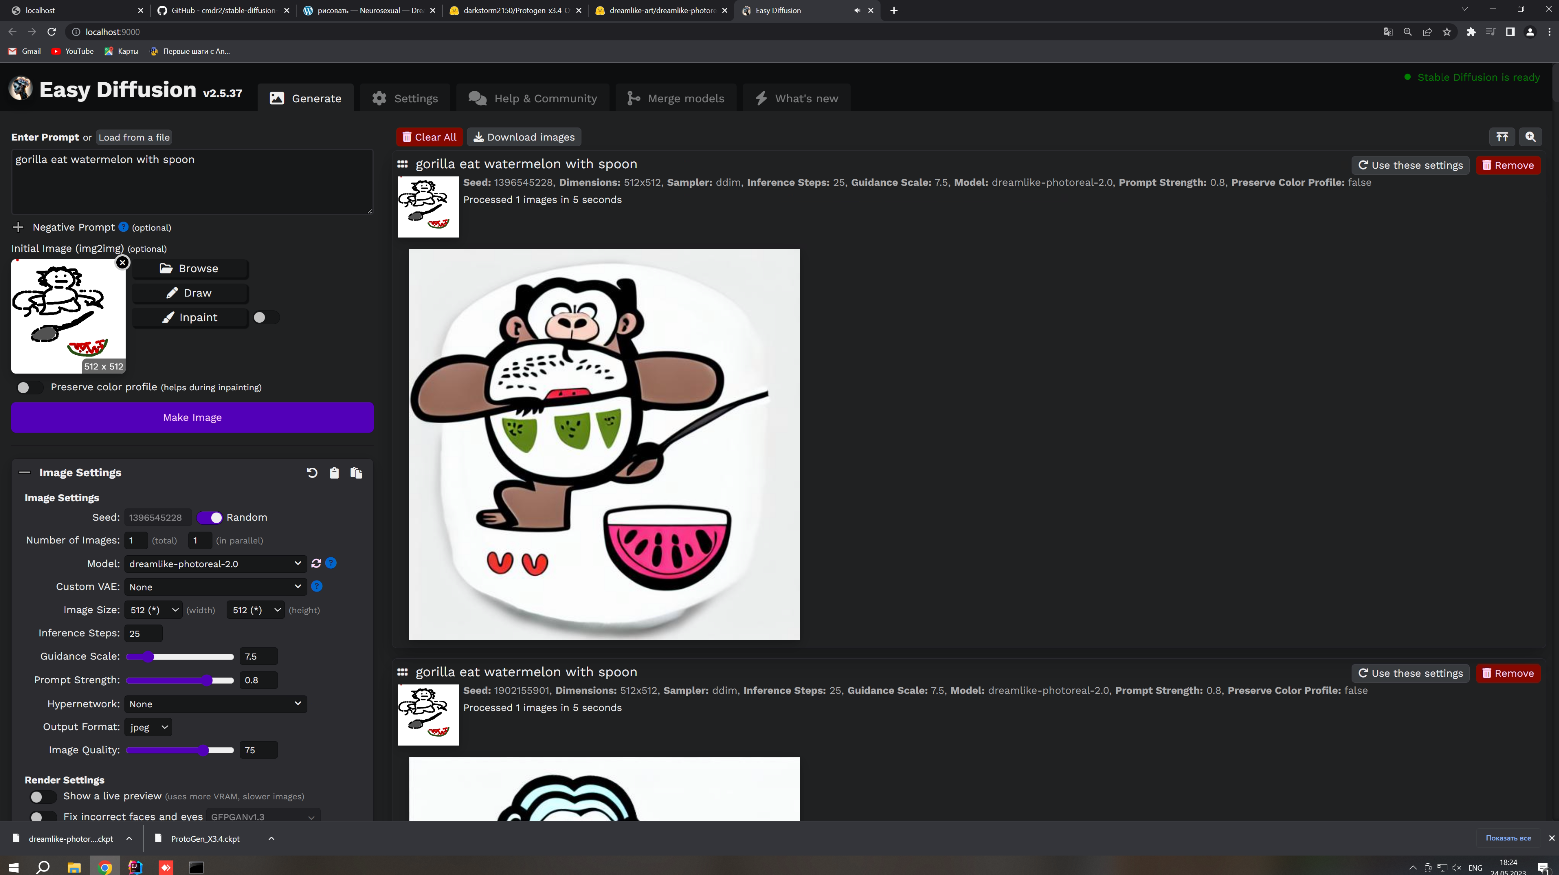 localhost
GitHub - cmdr2/stable-diffusion
рисовать — Neurosexual — Dre
darkstorm2150/Protogen_x3.4_O
dreamlike-art/dreamlike-photore
Easy Diffusion
localhost:9000
Gmail
YouTube
Карты
Первые шаги с An...
Easy Diffusion v2.5.37
Generate
Settings
Help & Community
Merge models
What's new
Stable Diffusion is ready
Enter Prompt or Load from a file
gorilla eat watermelon with spoon
Negative Prompt ? (optional)
Initial Image (img2img) (optional)
Browse
Draw
Inpaint
512 x 512
Preserve color profile (helps during inpainting)
Make Image
Image Settings
Image Settings
Seed: 1396545228 Random
Number of Images: 1 (total) 1 (in parallel)
Model: dreamlike-photoreal-2.0 ?
Custom VAE: None ?
Image Size: 512 (*) (width) 512 (*) (height)
Inference Steps: 25
Guidance Scale: 7.5
Prompt Strength: 0.8
Hypernetwork: None
Output Format: jpeg
Image Quality: 75
Render Settings
Show a live preview (uses more VRAM, slower images)
Fix incorrect faces and eyes GFPGANv1.3
Clear All
Download images
gorilla eat watermelon with spoon
Use these settings
Remove
Seed: 1396545228, Dimensions: 512x512, Sampler: ddim, Inference Steps: 25, Guidance Scale: 7.5, Model: dreamlike-photoreal-2.0, Prompt Strength: 0.8, Preserve Color Profile: false
Processed 1 images in 5 seconds
gorilla eat watermelon with spoon
Use these settings
Remove
Seed: 1902155901, Dimensions: 512x512, Sampler: ddim, Inference Steps: 25, Guidance Scale: 7.5, Model: dreamlike-photoreal-2.0, Prompt Strength: 0.8, Preserve Color Profile: false
Processed 1 images in 5 seconds
dreamlike-photor....ckpt
ProtoGen_X3.4.ckpt
Показать все
ENG
18:24
24.05.2023